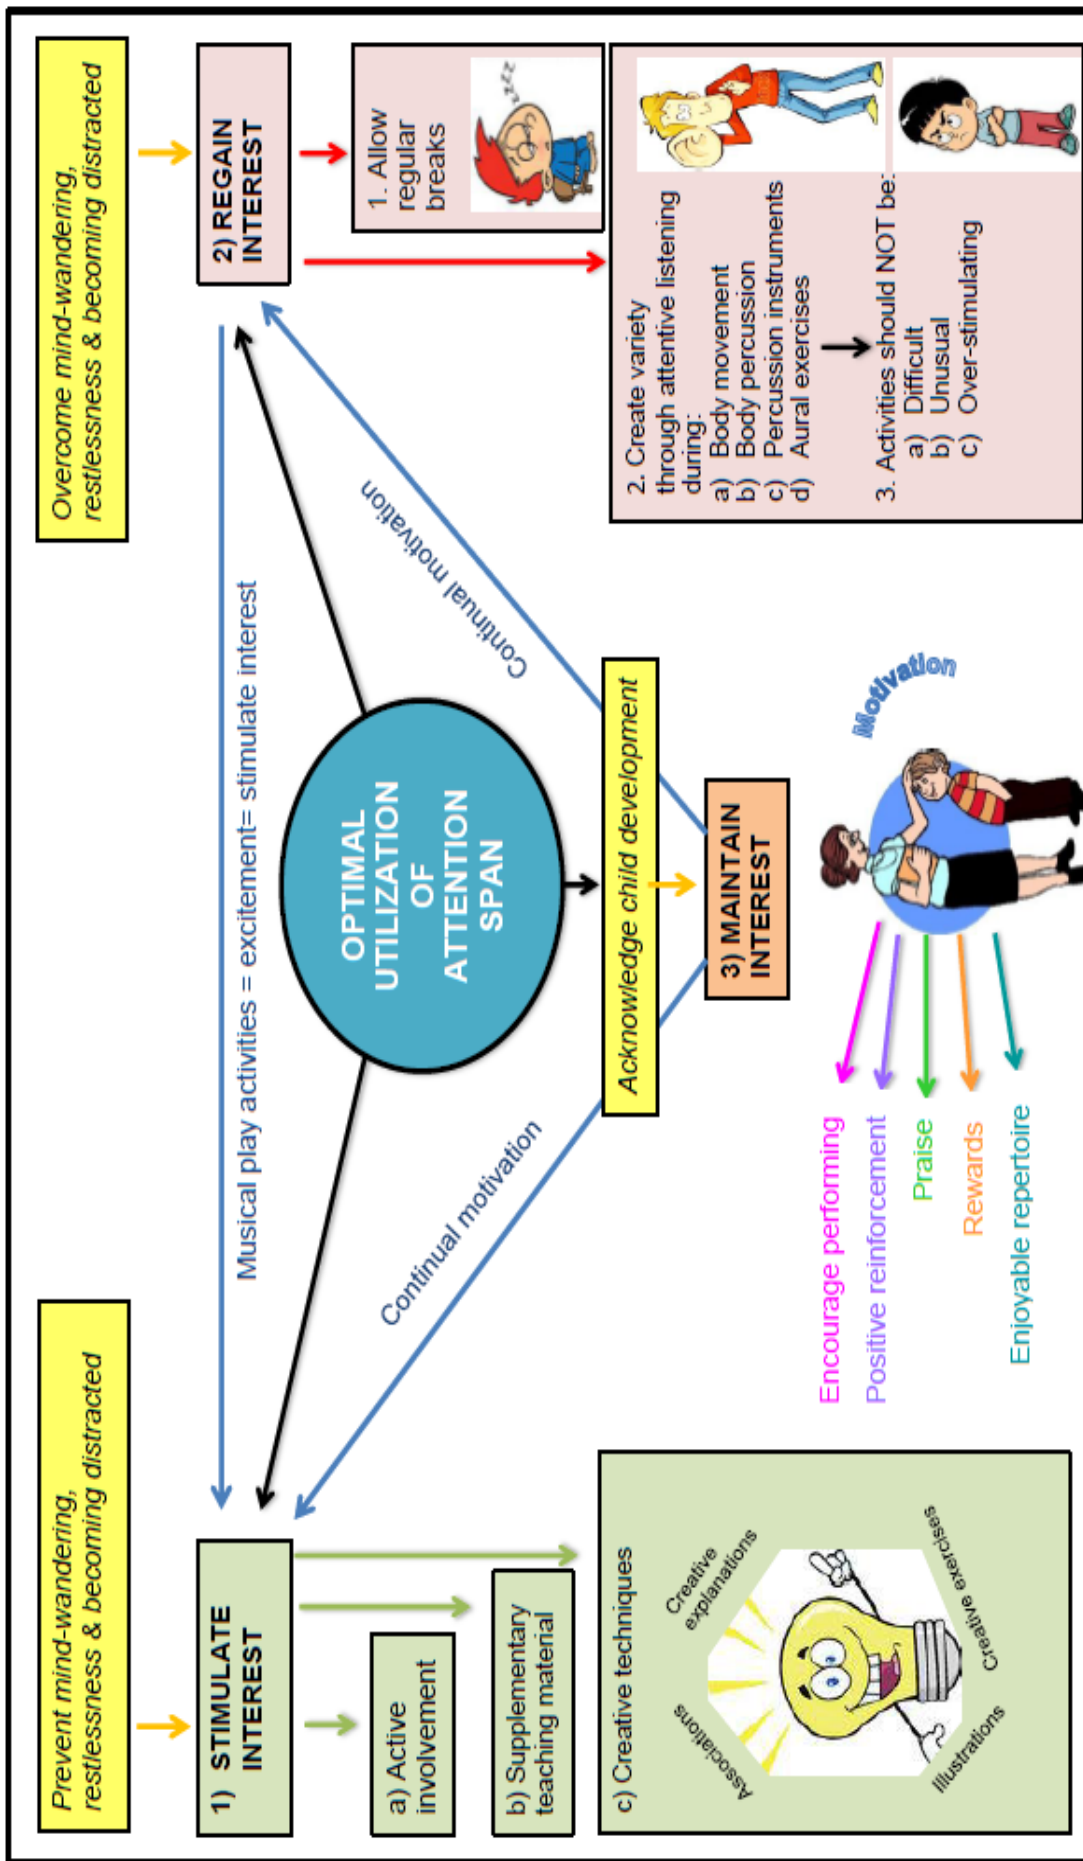 Prevent mind-wandering,
restlessness & becoming distracted
Overcome mind-wandering,
restlessness & becoming distracted
1) STIMULATE
INTEREST
2) REGAIN
INTEREST
Musical play activities = excitement= stimulate interest
a) Active
involvement
b) Supplementary
teaching material
c) Creative techniques
Associations
Creative
explanations
Illustrations
Creative exercises
OPTIMAL
UTILIZATION
OF
ATTENTION
SPAN
Continual motivation
Continual motivation
Acknowledge child development
3) MAINTAIN
INTEREST
Motivation
Encourage performing
Positive reinforcement
Praise
Rewards
Enjoyable repertoire
1. Allow
regular
breaks
zzzz
2. Create variety
through attentive listening
during:
a) Body movement
b) Body percussion
c) Percussion instruments
d) Aural exercises
3. Activities should NOT be:
a) Difficult
b) Unusual
c) Over-stimulating